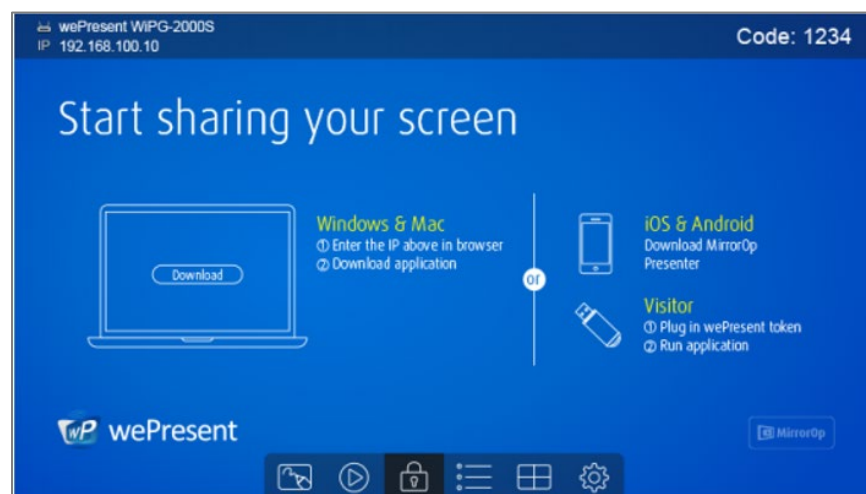 wePresent WiPG-2000S
IP 192.168.100.10
Code: 1234
Start sharing your screen
Download
Windows & Mac
① Enter the IP above in browser
② Download application
or
iOS & Android
Download MirrorOp
Presenter
Visitor
① Plug in wePresent token
② Run application
wP wePresent
MirrorOp